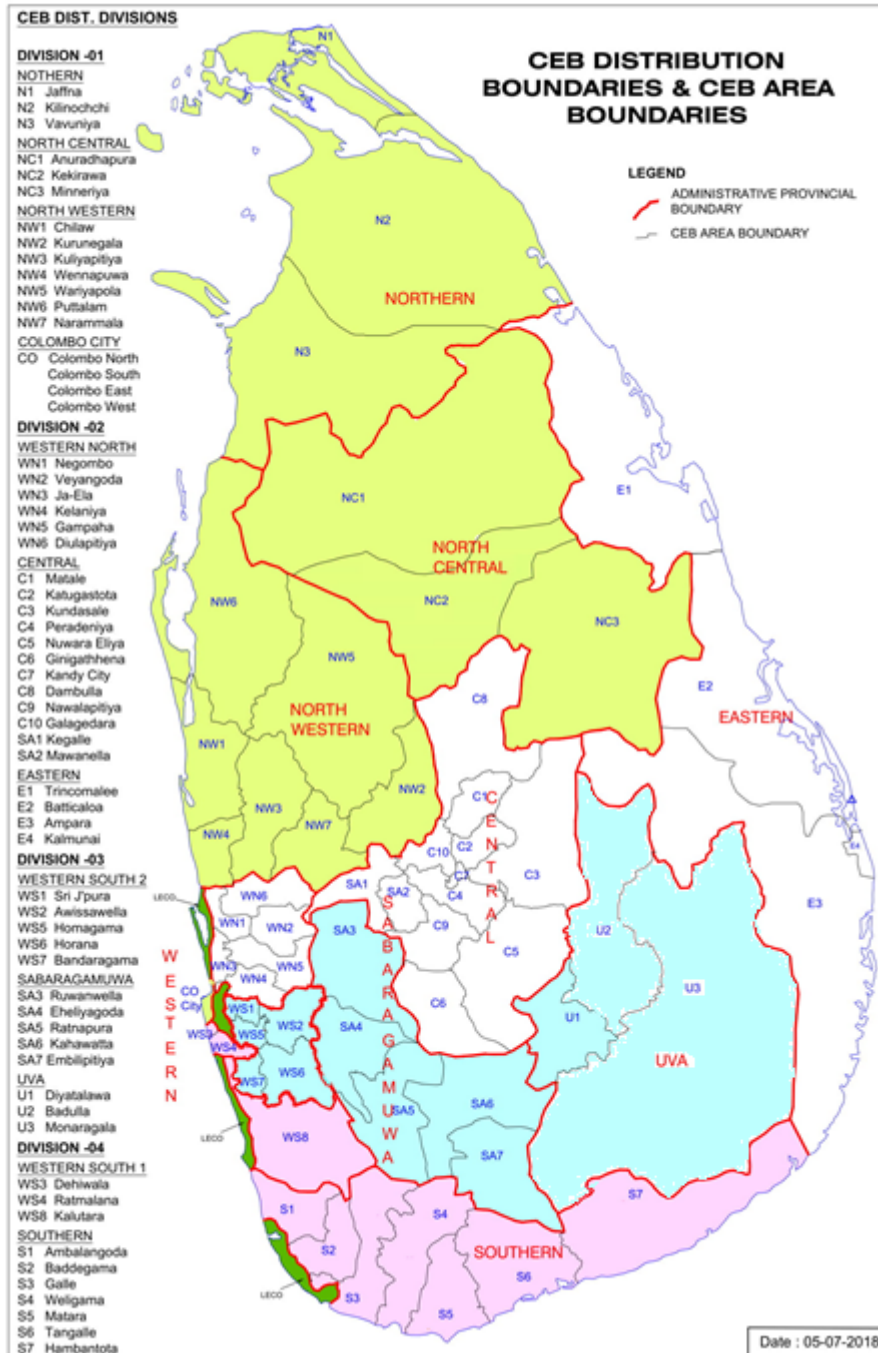 CEB DIST. DIVISIONS
DIVISION -01
NOTHERN
N1 Jaffna
N2 Kilinochchi
N3 Vavuniya
NORTH CENTRAL
NC1 Anuradhapura
NC2 Kekirawa
NC3 Minneriya
NORTH WESTERN
NW1 Chilaw
NW2 Kurunegala
NW3 Kuliyapitiya
NW4 Wennapuwa
NW5 Wariyapola
NW6 Puttalam
NW7 Narammala
COLOMBO CITY
CO Colombo North
Colombo South
Colombo East
Colombo West
DIVISION -02
WESTERN NORTH
WN1 Negombo
WN2 Veyangoda
WN3 Ja-Ela
WN4 Kelaniya
WN5 Gampaha
WN6 Diulapitiya
CENTRAL
C1 Matale
C2 Katugastota
C3 Kundasale
C4 Peradeniya
C5 Nuwara Eliya
C6 Ginigathhena
C7 Kandy City
C8 Dambulla
C9 Nawalapitiya
C10 Galagedara
SA1 Kegalle
SA2 Mawanella
EASTERN
E1 Trincomalee
E2 Batticaloa
E3 Ampara
E4 Kalmunai
DIVISION -03
WESTERN SOUTH 2
WS1 Sri J'pura
WS2 Awissawella
WS5 Homagama
WS6 Horana
WS7 Bandaragama
SABARAGAMUWA
SA3 Ruwanwella
SA4 Eheliyagoda
SA5 Ratnapura
SA6 Kahawatta
SA7 Embilipitiya
UVA
U1 Diyatalawa
U2 Badulla
U3 Monaragala
DIVISION -04
WESTERN SOUTH 1
WS3 Dehiwala
WS4 Ratmalana
WS8 Kalutara
SOUTHERN
S1 Ambalangoda
S2 Baddegama
S3 Galle
S4 Weligama
S5 Matara
S6 Tangalle
S7 Hambantota
CEB DISTRIBUTION
BOUNDARIES & CEB AREA
BOUNDARIES
LEGEND
ADMINISTRATIVE PROVINCIAL
BOUNDARY
CEB AREA BOUNDARY
N1
N2
NORTHERN
N3
E1
NC1
NORTH
CENTRAL
NC2
NC3
NW6
NW5
C8
E2
EASTERN
NORTH
WESTERN
NW1
NW3
NW2
NW7
NW4
C1
CENTRAL
C2
C10
C7
C3
C4
SA1
SA2
E4
E3
LECO
WN6
WN1
WN2
SA3
SABARAGAMUWA
C9
C5
U2
U3
WESTERN
WN3
WN5
WN4
CO
City
WS1
WS2
SA4
C6
U1
WS3
WS4
WS5
UVA
WS7
WS6
SA5
SA6
LECO
WS8
SA7
S7
S1
S4
S2
SOUTHERN
S6
LECO
S3
S5
Date : 05-07-2018